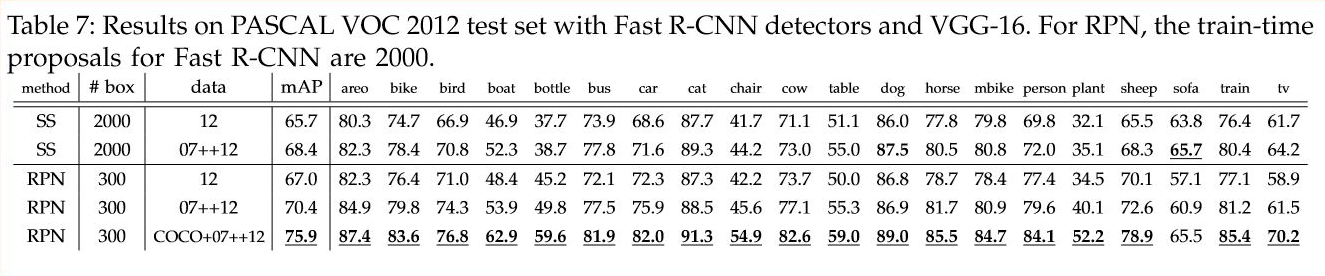 Table 7: Results on PASCAL VOC 2012 test set with Fast R-CNN detectors and VGG-16. For RPN, the train-time
proposals for Fast R-CNN are 2000.
method # box data mAP areo bike bird boat bottle bus car cat chair cow table dog horse mbike person plant sheep sofa train tv
SS 2000 12 65.7 80.3 74.7 66.9 46.9 37.7 73.9 68.6 87.7 41.7 71.1 51.1 86.0 77.8 79.8 69.8 32.1 65.5 63.8 76.4 61.7
SS 2000 07++12 68.4 82.3 78.4 70.8 52.3 38.7 77.8 71.6 89.3 44.2 73.0 55.0 87.5 80.5 80.8 72.0 35.1 68.3 65.7 80.4 64.2
RPN 300 12 67.0 82.3 76.4 71.0 48.4 45.2 72.1 72.3 87.3 42.2 73.7 50.0 86.8 78.7 78.4 77.4 34.5 70.1 57.1 77.1 58.9
RPN 300 07++12 70.4 84.9 79.8 74.3 53.9 49.8 77.5 75.9 88.5 45.6 77.1 55.3 86.9 81.7 80.9 79.6 40.1 72.6 60.9 81.2 61.5
RPN 300 COCO+07++12 75.9 87.4 83.6 76.8 62.9 59.6 81.9 82.0 91.3 54.9 82.6 59.0 89.0 85.5 84.7 84.1 52.2 78.9 65.5 85.4 70.2